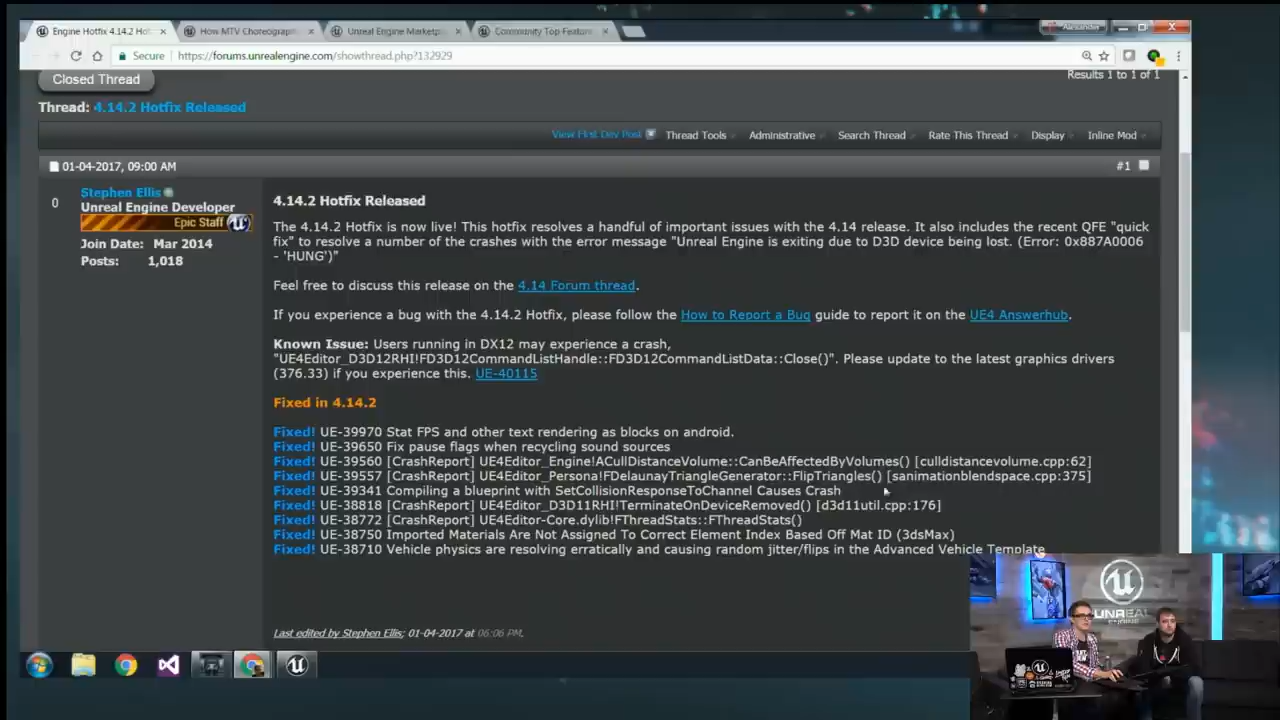 Engine Hotfix 4.14.2 Hot
How MTV Choreograph
Unreal Engine Marketp
Community Top Feature
Alexander
Secure
https://forums.unrealengine.com/showthread.php?132929
Closed Thread
Results 1 to 1 of 1
Thread: 4.14.2 Hotfix Released
View First Dev Post Thread Tools Administrative Search Thread Rate This Thread Display Inline Mod
01-04-2017, 09:00 AM #1
0
Stephen Ellis
Unreal Engine Developer
Epic Staff
Join Date: Mar 2014
Posts: 1,018
4.14.2 Hotfix Released
The 4.14.2 Hotfix is now live! This hotfix resolves a handful of important issues with the 4.14 release. It also includes the recent QFE "quick
fix" to resolve a number of the crashes with the error message "Unreal Engine is exiting due to D3D device being lost. (Error: 0x887A0006
- 'HUNG')"
Feel free to discuss this release on the 4.14 Forum thread.
If you experience a bug with the 4.14.2 Hotfix, please follow the How to Report a Bug guide to report it on the UE4 Answerhub.
Known Issue: Users running in DX12 may experience a crash,
"UE4Editor_D3D12RHI!FD3D12CommandListHandle::FD3D12CommandListData::Close()". Please update to the latest graphics drivers
(376.33) if you experience this. UE-40115
Fixed in 4.14.2
Fixed! UE-39970 Stat FPS and other text rendering as blocks on android.
Fixed! UE-39650 Fix pause flags when recycling sound sources
Fixed! UE-39560 [CrashReport] UE4Editor_Engine!ACullDistanceVolume::CanBeAffectedByVolumes() [culldistancevolume.cpp:62]
Fixed! UE-39557 [CrashReport] UE4Editor_Persona!FDelaunayTriangleGenerator::FlipTriangles() [sanimationblendspace.cpp:375]
Fixed! UE-39341 Compiling a blueprint with SetCollisionResponseToChannel Causes Crash
Fixed! UE-38818 [CrashReport] UE4Editor_D3D11RHI!TerminateOnDeviceRemoved() [d3d11util.cpp:176]
Fixed! UE-38772 [CrashReport] UE4Editor-Core.dylib!FThreadStats::FThreadStats()
Fixed! UE-38750 Imported Materials Are Not Assigned To Correct Element Index Based Off Mat ID (3dsMax)
Fixed! UE-38710 Vehicle physics are resolving erratically and causing random jitter/flips in the Advanced Vehicle Template
Last edited by Stephen Ellis; 01-04-2017 at 06:06 PM.
UNREAL
ENGINE